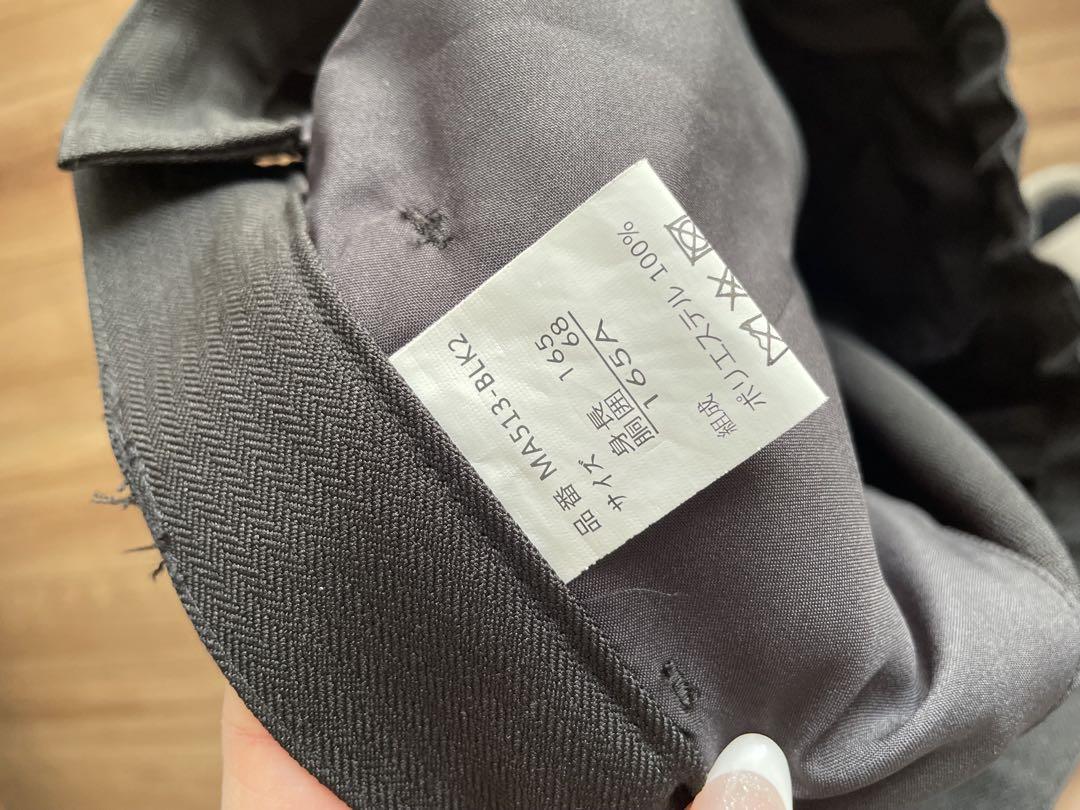 品番 MA513-BLK2
サイズ
身長 165
胴囲 68
165A
組成
ポリエステル 100%